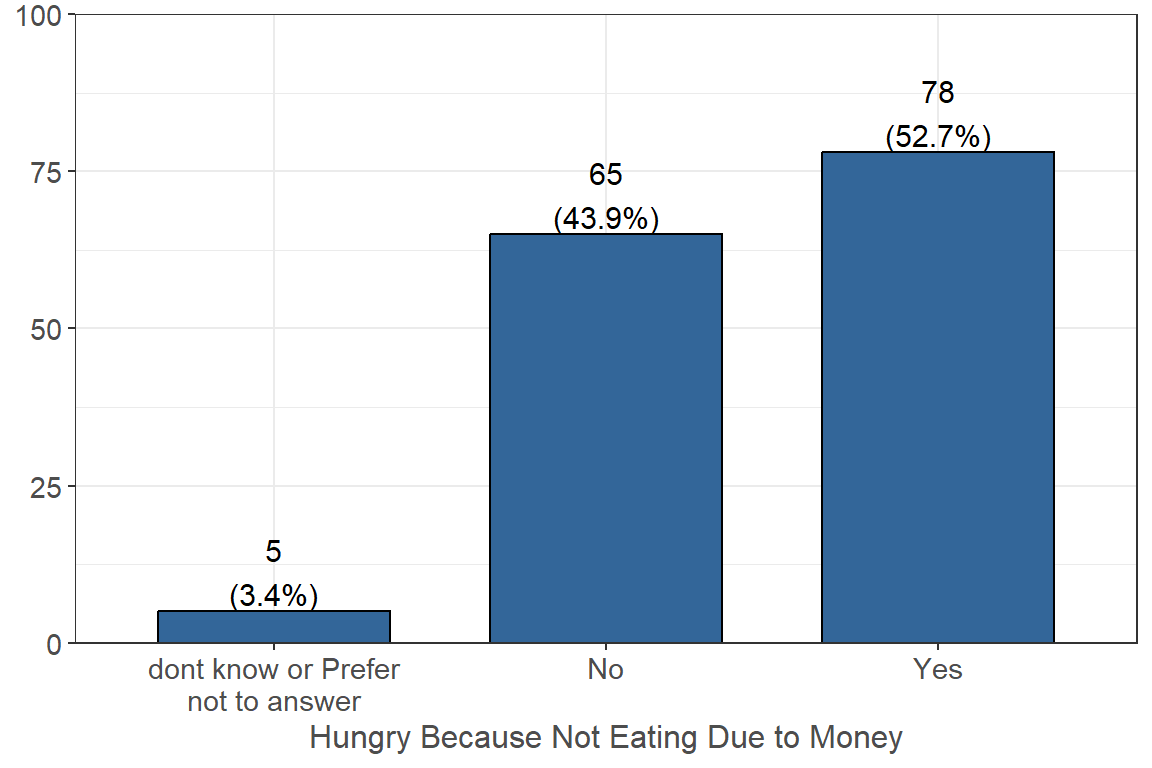 100
75
50
25
0
5
(3.4%)
65
(43.9%)
78
(52.7%)
dont know or Prefer
not to answer
No
Yes
Hungry Because Not Eating Due to Money